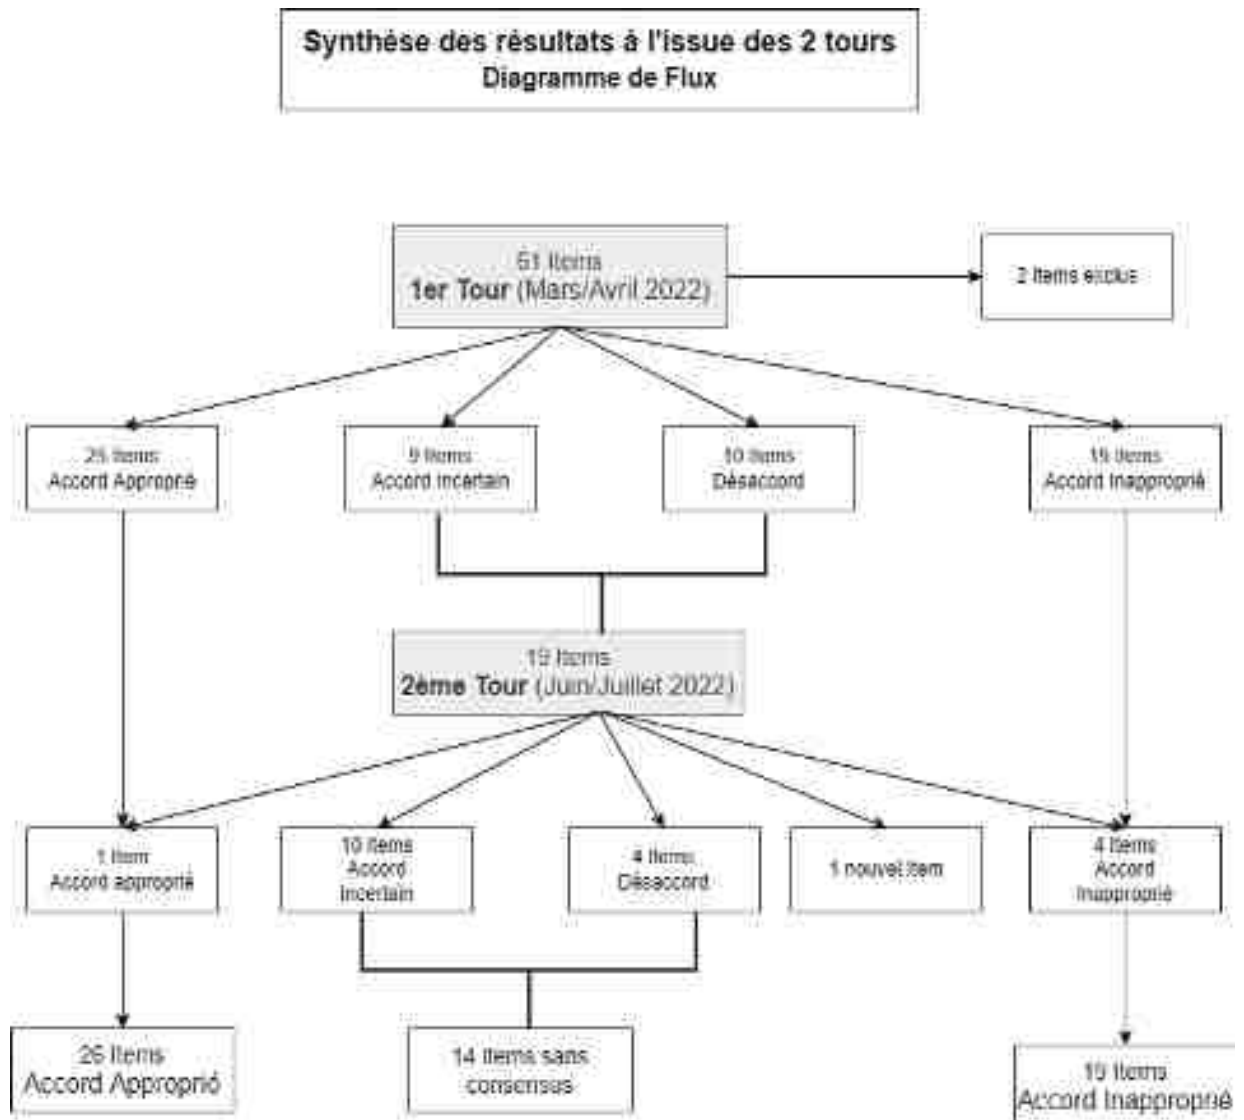 Synthèse des résultats à l'issue des 2 tours
Diagramme de Flux
61 Items
1er Tour (Mars/Avril 2022)
2 Items exclus
25 Items
Accord Approprié
9 Items
Accord Incertain
10 Items
Désaccord
15 Items
Accord Inapproprié
19 Items
2ème Tour (Juin/Juillet 2022)
1 Item
Accord approprié
10 Items
Accord
Incertain
4 Items
Désaccord
1 nouvel item
4 Items
Accord
Inapproprié
26 Items
Accord Approprié
14 Items sans
consensus
19 Items
Accord Inapproprié